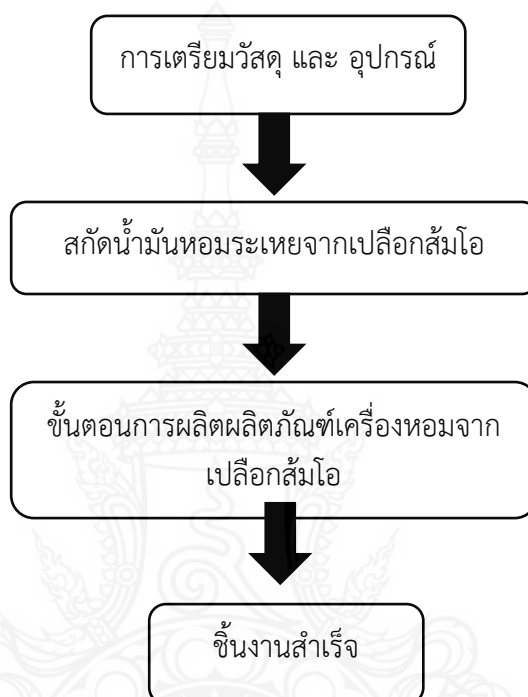 การเตรียมวัสดุ และ อุปกรณ์
สกัดน้ำมันหอมระเหยจากเปลือกส้มโอ
ขั้นตอนการผลิตผลิตภัณฑ์เครื่องหอมจาก
เปลือกส้มโอ
ชิ้นงานสำเร็จ